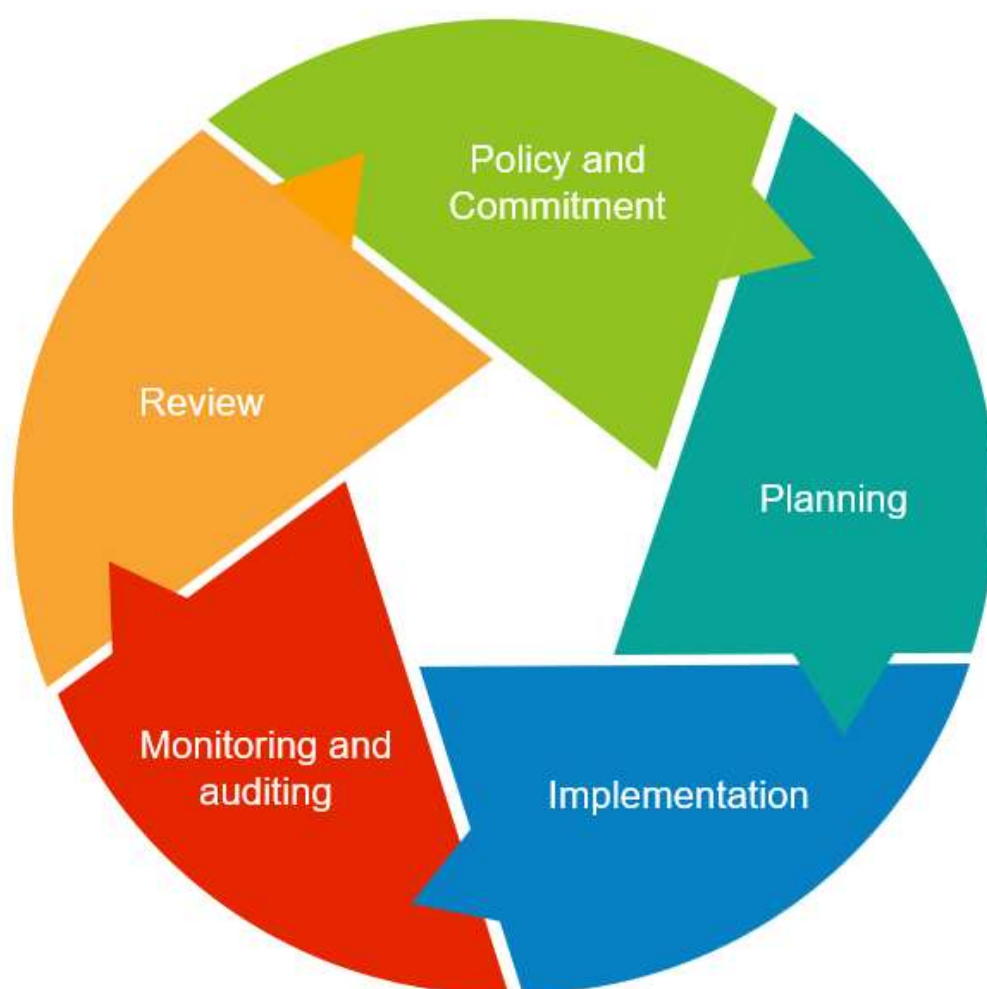 Policy and
Commitment
Planning
Implementation
Monitoring and
auditing
Review